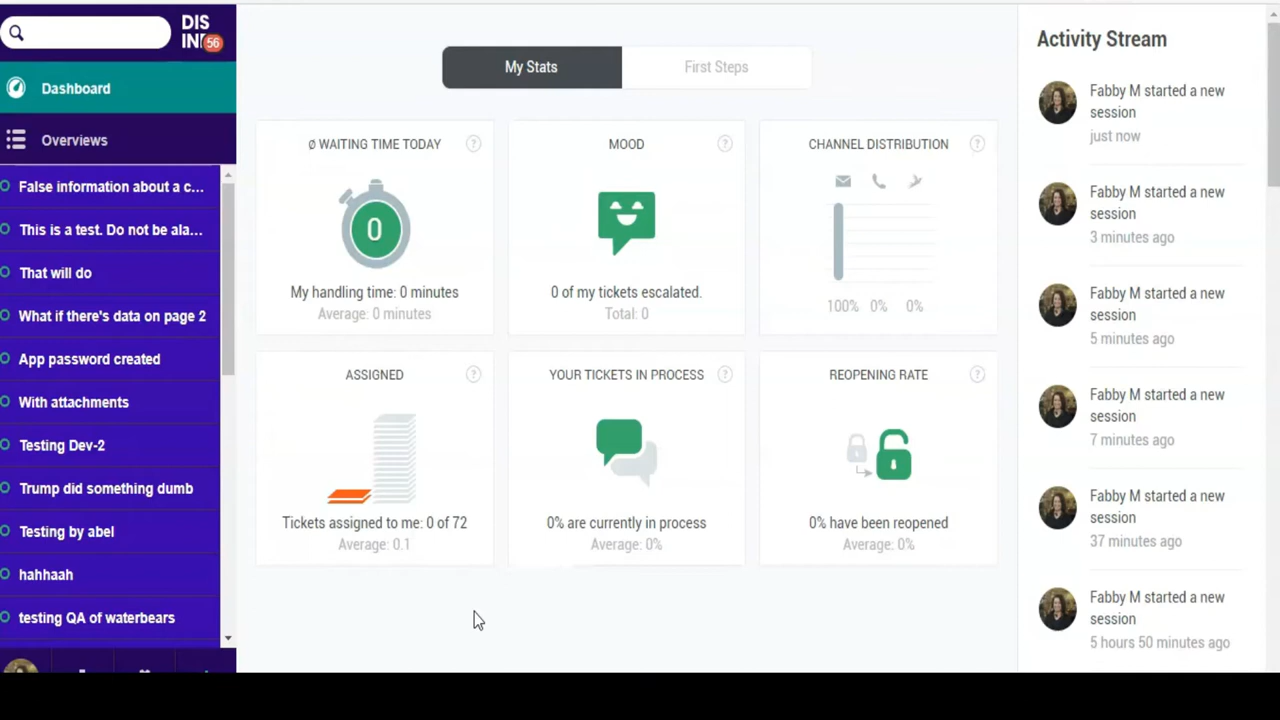 DIS
IN
56
Dashboard
Overviews
False information about a c...
This is a test. Do not be ala...
That will do
What if there's data on page 2
App password created
With attachments
Testing Dev-2
Trump did something dumb
Testing by abel
hahhaah
testing QA of waterbears
My Stats
First Steps
Ø WAITING TIME TODAY
?
0
My handling time: 0 minutes
Average: 0 minutes
MOOD
?
0 of my tickets escalated.
Total: 0
CHANNEL DISTRIBUTION
?
100% 0% 0%
ASSIGNED
?
Tickets assigned to me: 0 of 72
Average: 0.1
YOUR TICKETS IN PROCESS
?
0% are currently in process
Average: 0%
REOPENING RATE
?
0% have been reopened
Average: 0%
Activity Stream
Fabby M started a new
session
just now
Fabby M started a new
session
3 minutes ago
Fabby M started a new
session
5 minutes ago
Fabby M started a new
session
7 minutes ago
Fabby M started a new
session
37 minutes ago
Fabby M started a new
session
5 hours 50 minutes ago